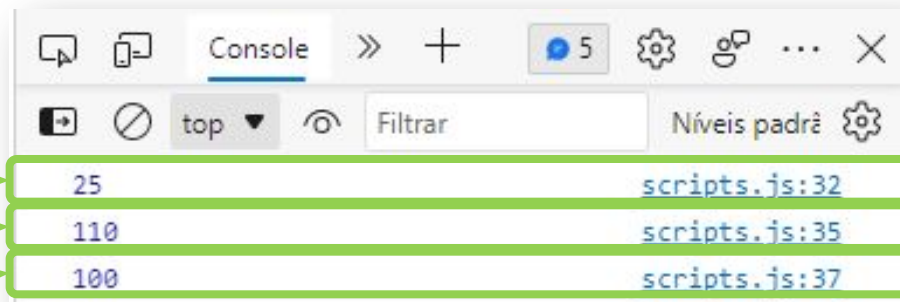 Console 5
top Filtrar Níveis padrã
25 scripts.js:32
110 scripts.js:35
100 scripts.js:37